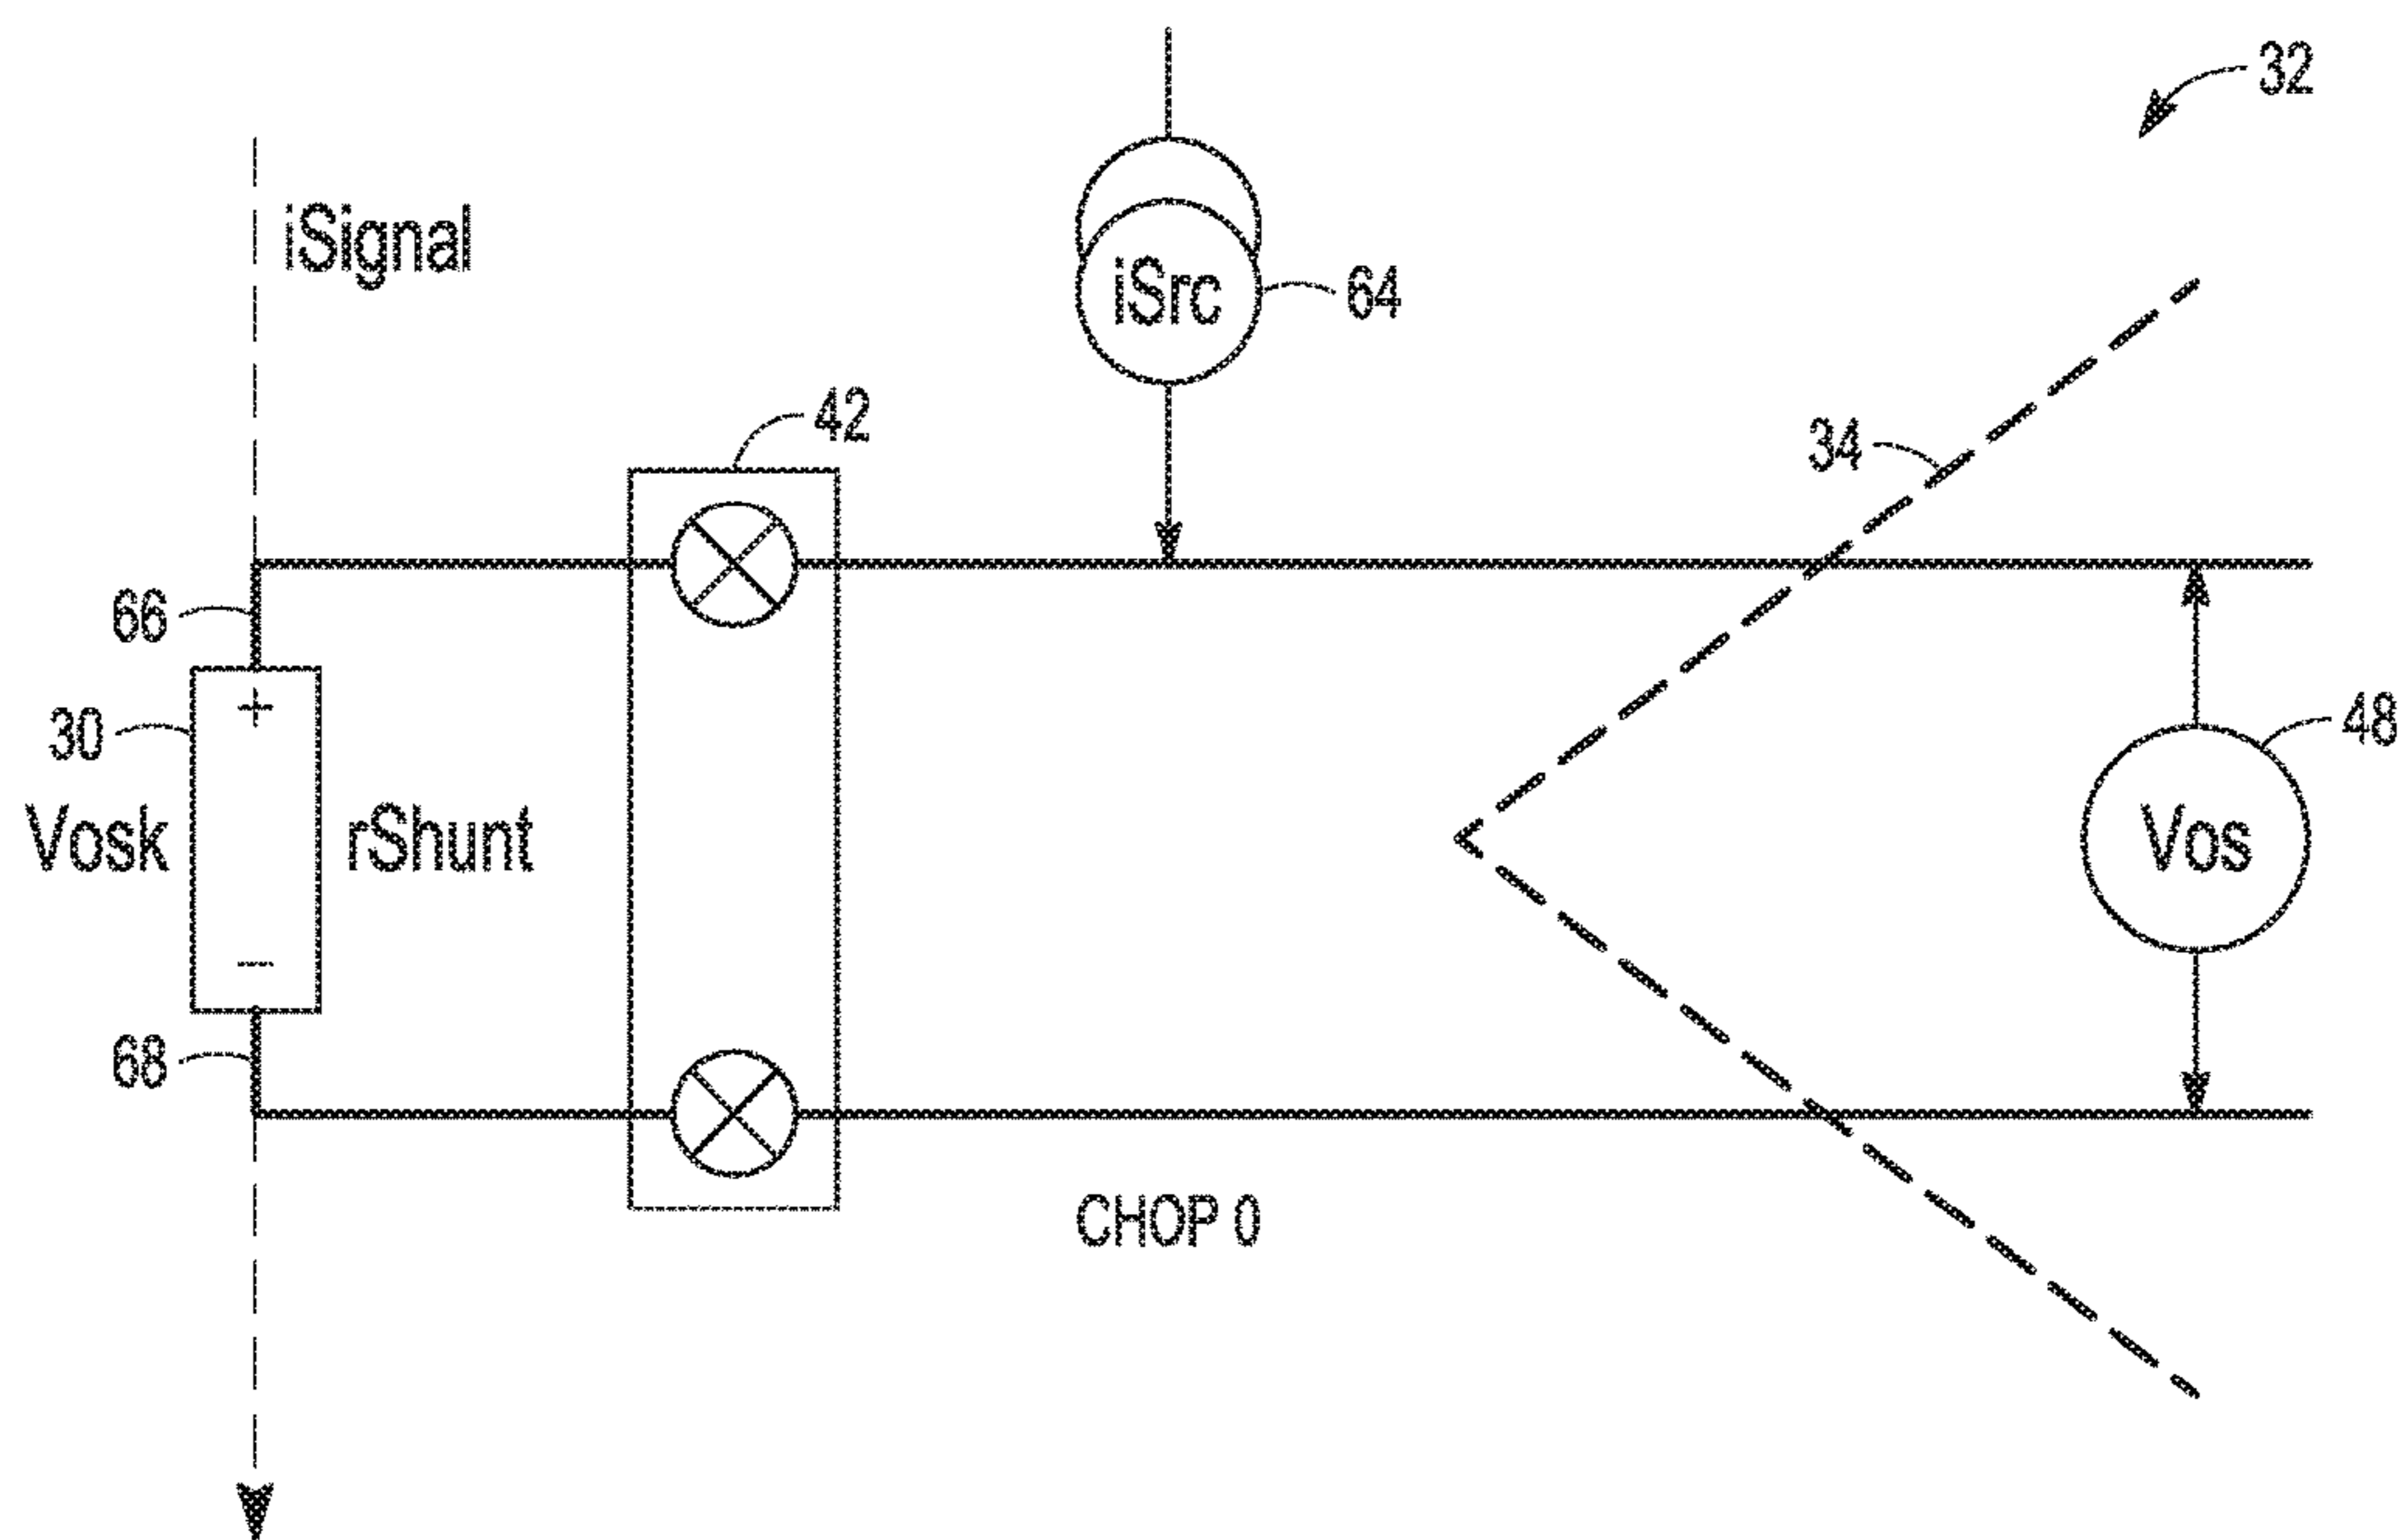 32
iSignal
iSrc
64
42
34
66
+
30
48
Vosk
rShunt
Vos
−
68
CHOP 0